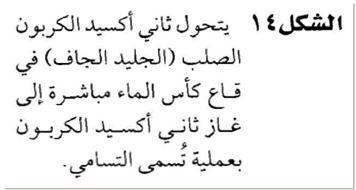 الشكل ١٤ يتحول ثاني أكسيد الكربون
الصلب (الجليد الجاف) في
قاع كأس الماء مباشرة إلى
غاز ثاني أكسيد الكربون
بعملية تُسمى التسامي.